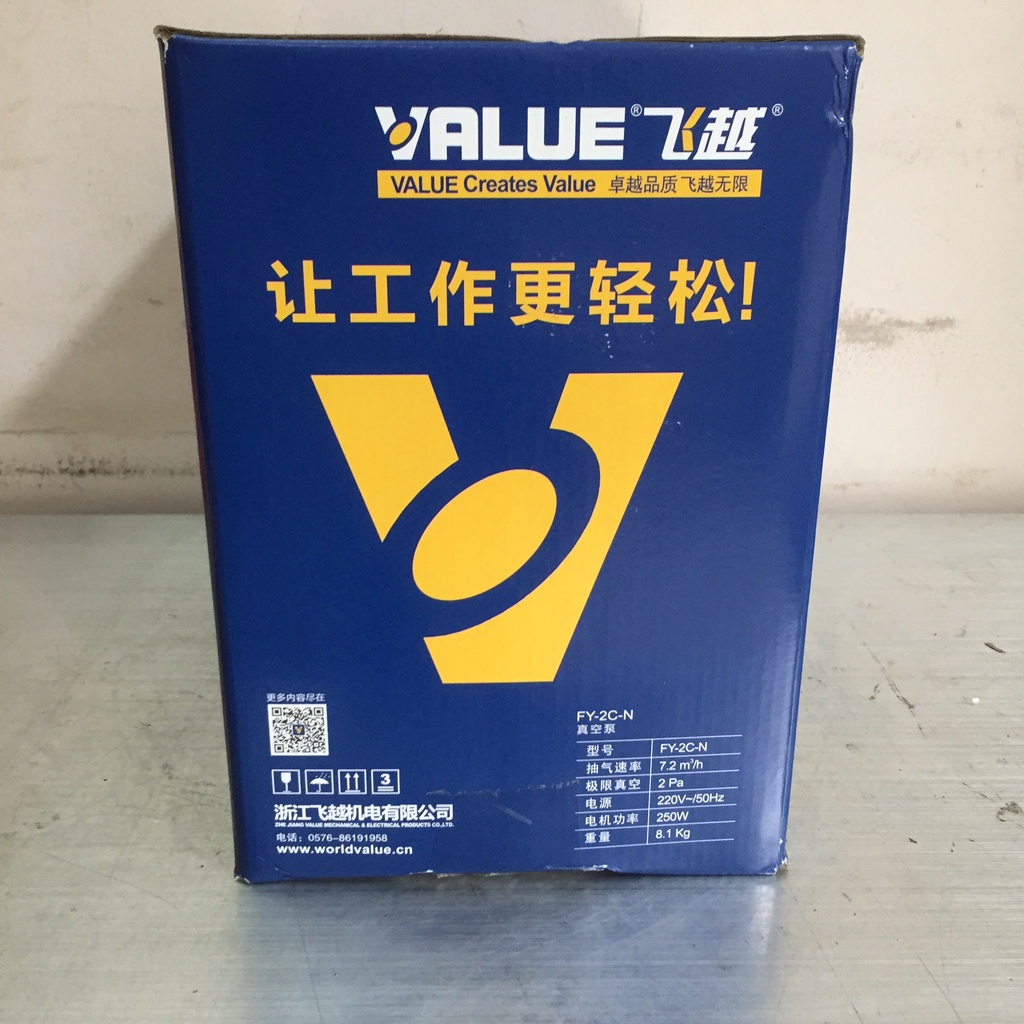 VALUE®飞越®
VALUE Creates Value 卓越品质 飞越无限
让工作更轻松!
更多内容尽在
3
浙江飞越机电有限公司
ZHE JIANG VALUE MECHANICAL & ELECTRICAL PRODUCTS CO.,LTD.
电话：0576-86191958
www.worldvalue.cn
FY-2C-N
真空泵
型号 FY-2C-N
抽气速率 7.2 m³/h
极限真空 2 Pa
电源 220V~/50Hz
电机功率 250W
重量 8.1 Kg